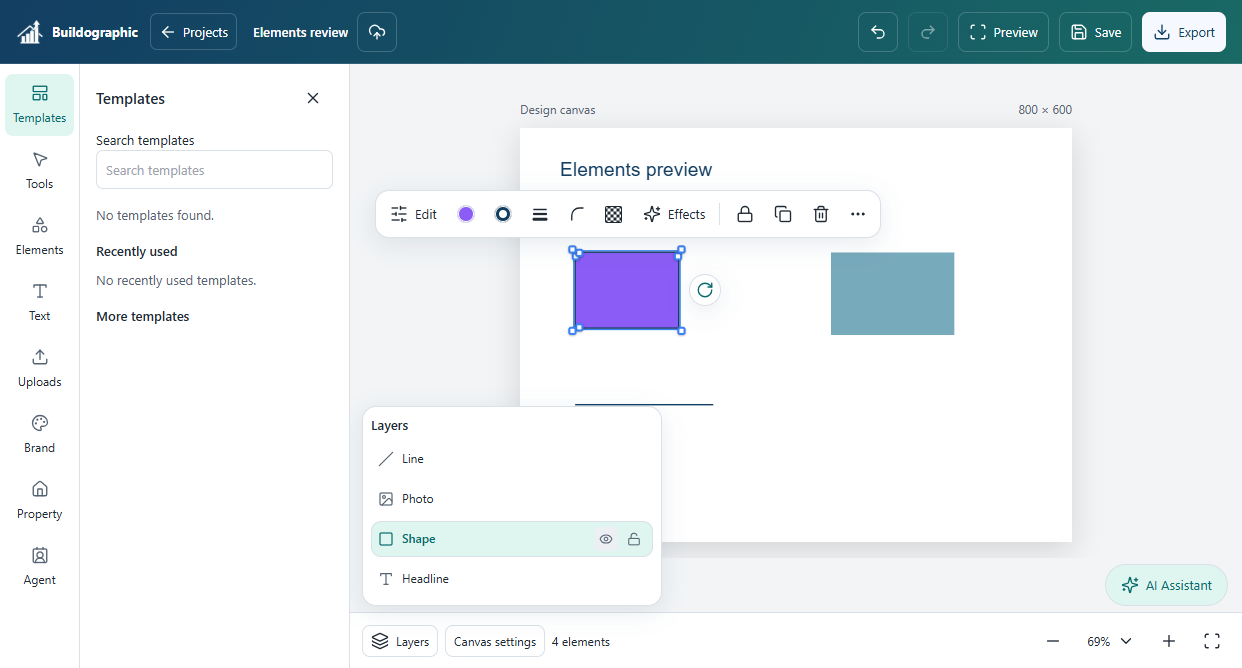 Buildographic
Projects
Elements review
Preview
Save
Export
Templates
Tools
Elements
Text
Uploads
Brand
Property
Agent
Templates
Search templates
Search templates
No templates found.
Recently used
No recently used templates.
More templates
Design canvas
800 × 600
Elements preview
Edit
Effects
Layers
Line
Photo
Shape
Headline
AI Assistant
Layers
Canvas settings
4 elements
69%